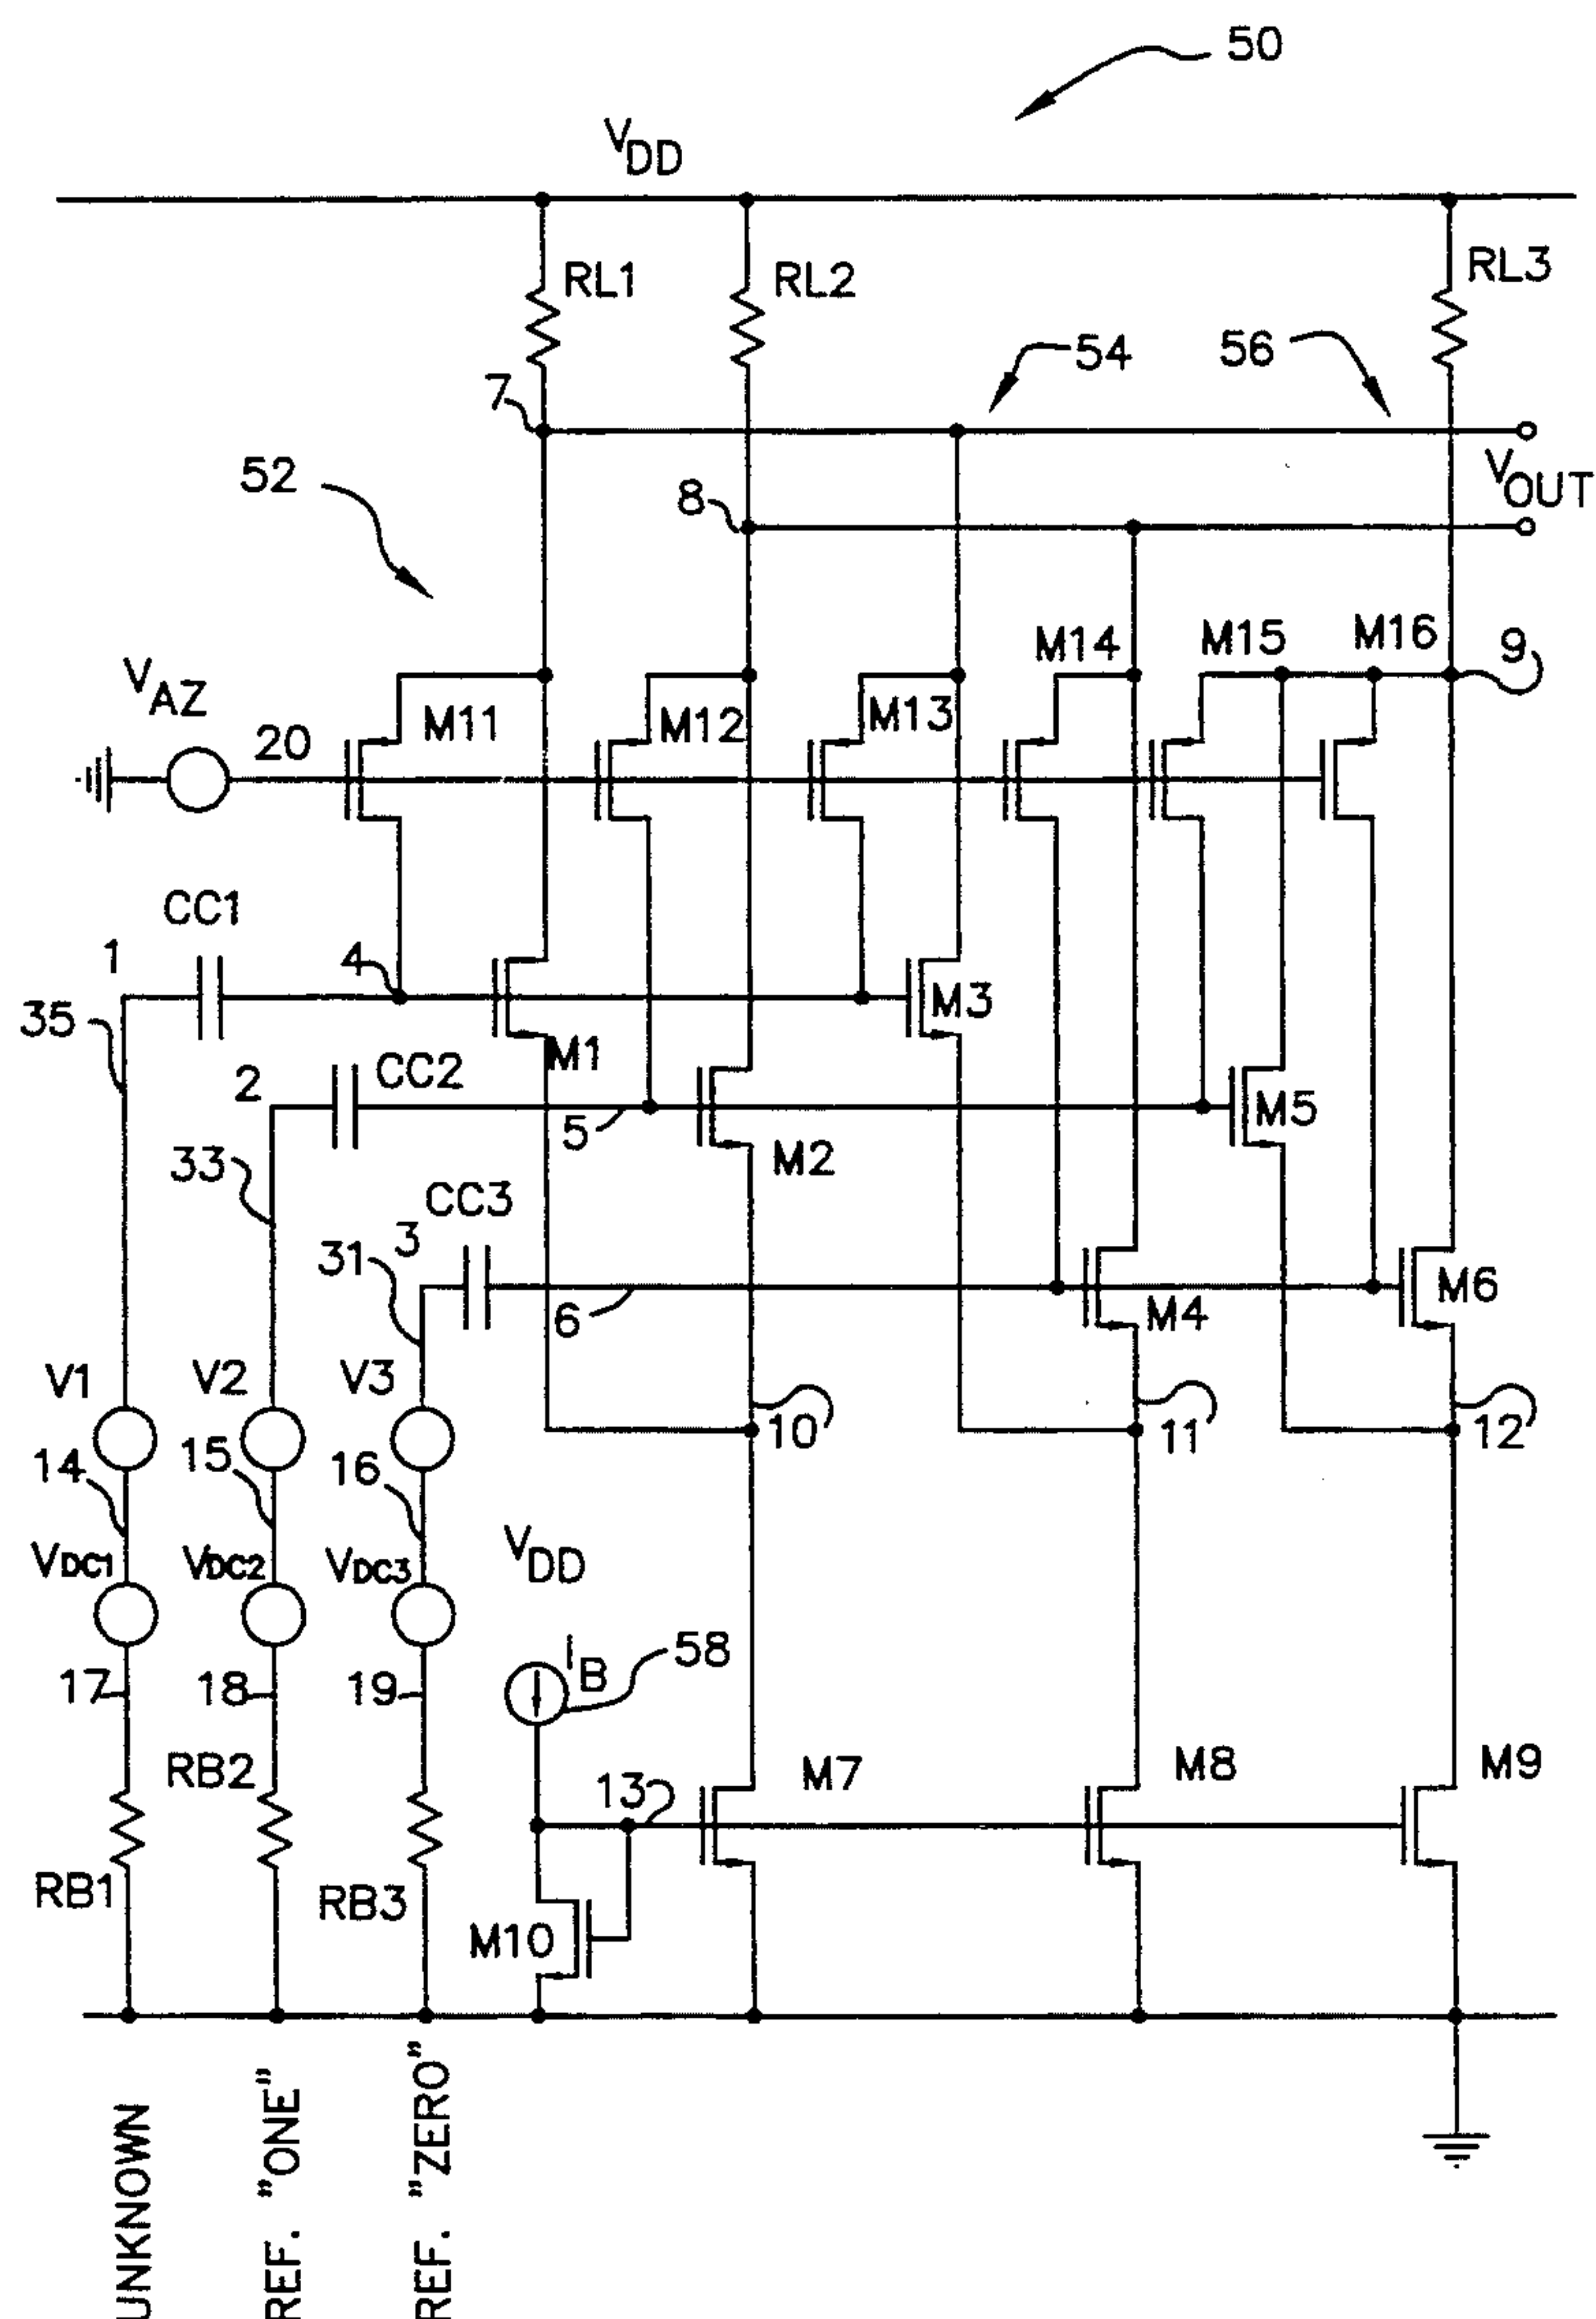 50
VDD
RL1
RL2
RL3
54
56
7
52
8
VOUT
VAZ
20
M11
M12
M13
M14
M15
M16
9
CC1
1
4
35
M1
M3
2
CC2
5
33
M2
M5
CC3
3
31
6
M4
M6
V1
V2
V3
10
11
12
14
15
16
VDC1
VDC2
VDC3
VDD
IB
58
17
18
19
RB2
13
M7
M8
M9
RB1
RB3
M10
UNKNOWN
REF. "ONE"
REF. "ZERO"